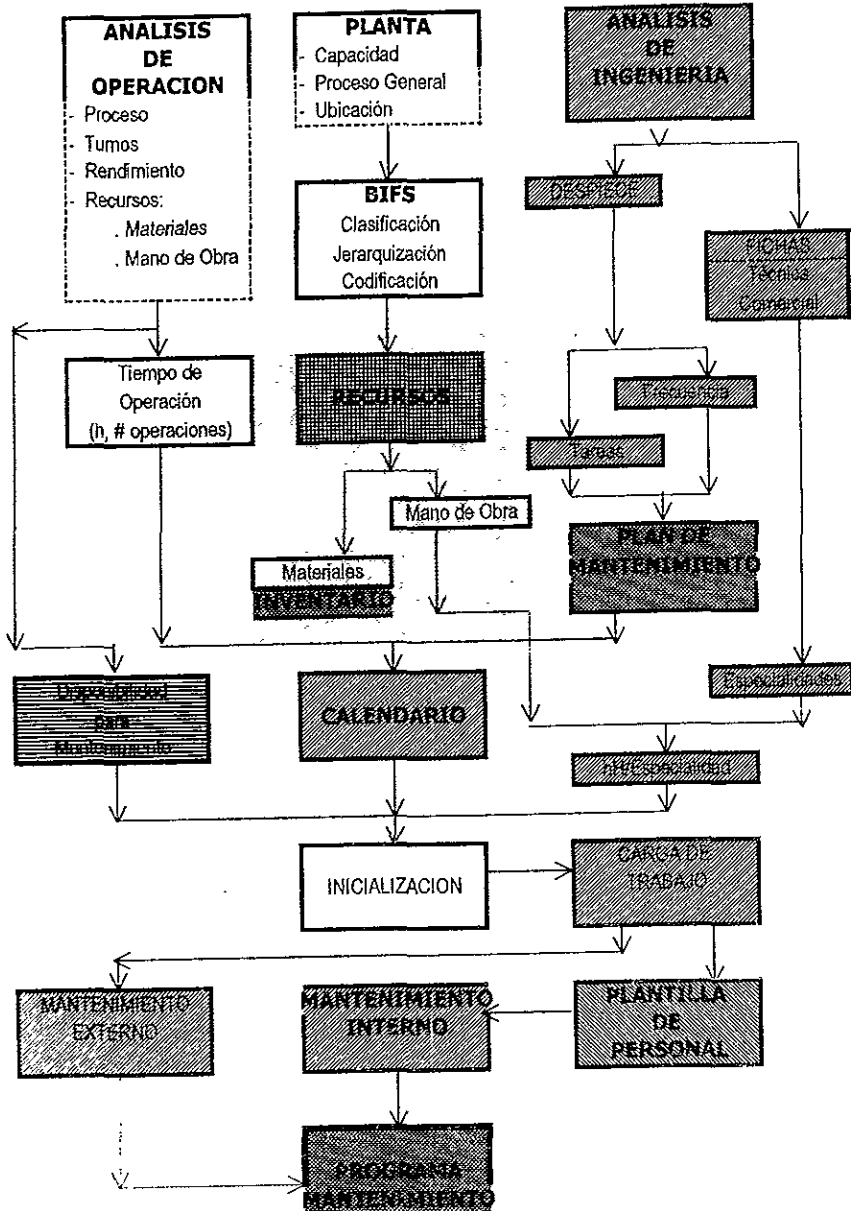 ANALISIS
DE
OPERACION
- Proceso
- Turnos
- Rendimiento
- Recursos:
. Materiales
. Mano de Obra
PLANTA
- Capacidad
- Proceso General
- Ubicación
ANALISIS
DE
INGENIERIA
BIFS
Clasificación
Jerarquización
Codificación
DESPIECE
FICHAS
Técnica
Comercial
Tiempo de
Operación
(h, # operaciones)
RECURSOS
Frecuencia
Tareas
Mano de Obra
Materiales
INVENTARIO
PLAN DE
MANTENIMIENTO
Disponibilidad
para
Mantenimiento
CALENDARIO
Especialidades
hH/Especialidad
INICIALIZACION
CARGA DE
TRABAJO
MANTENIMIENTO
EXTERNO
MANTENIMIENTO
INTERNO
PLANTILLA
DE
PERSONAL
PROGRAMA
MANTENIMIENTO